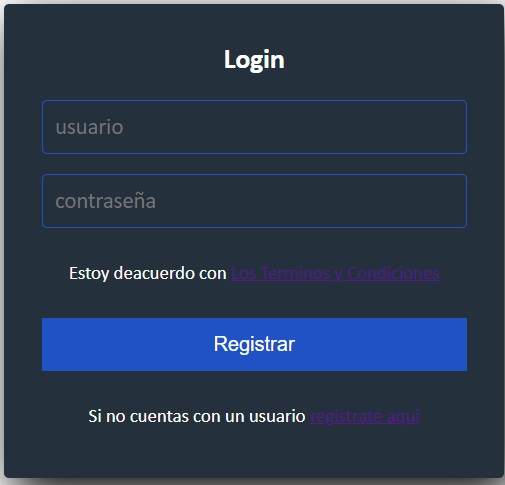 Login
usuario
contraseña
Estoy deacuerdo con Los Terminos y Condiciones
Registrar
Si no cuentas con un usuario registrate aqui